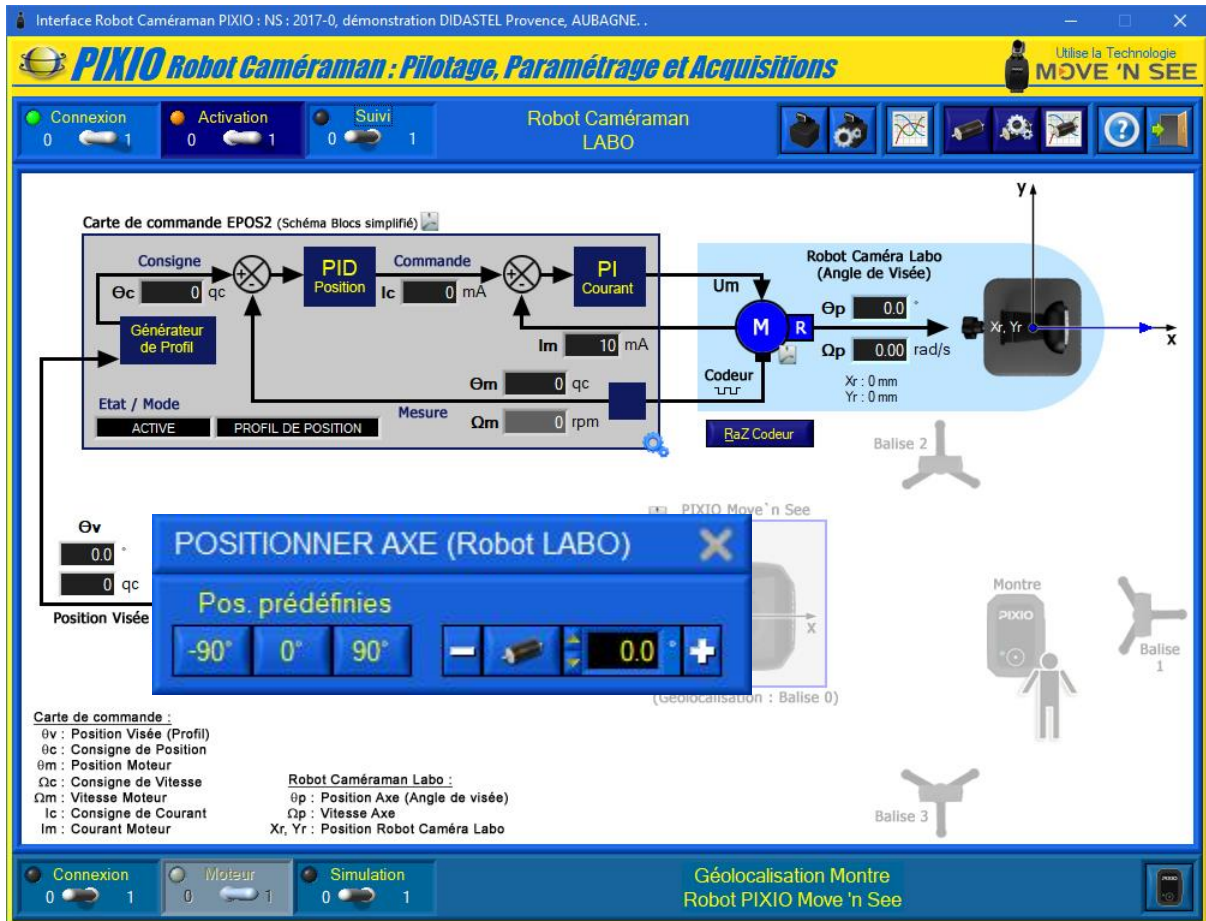 Interface Robot Caméraman PIXIO : NS : 2017-0, démonstration DIDASTEL Provence, AUBAGNE. .
PIXIO Robot Caméraman : Pilotage, Paramétrage et Acquisitions
Utilise la Technologie
MOVE 'N SEE
Connexion
0 1
Activation
0 1
Suivi
0 1
Robot Caméraman
LABO
Carte de commande EPOS2 (Schéma Blocs simplifié)
Consigne
Θc 0 qc
PID
Position
Commande
Ic 0 mA
PI
Courant
Générateur
de Profil
Im 10 mA
Θm 0 qc
Mesure
Ωm 0 rpm
Etat / Mode
ACTIVE
PROFIL DE POSITION
Um
M
R
Codeur
RaZ Codeur
Robot Caméra Labo
(Angle de Visée)
Θp 0.0 °
Ωp 0.00 rad/s
Xr : 0 mm
Yr : 0 mm
Xr, Yr
y
x
Balise 2
PIXIO Move`n See
x
(Géolocalisation : Balise 0)
Montre
PIXIO
Balise
1
Balise 3
Θv
0.0 °
0 qc
Position Visée
POSITIONNER AXE (Robot LABO)
Pos. prédéfinies
-90° 0° 90°
0.0 °
Carte de commande :
θv : Position Visée (Profil)
θc : Consigne de Position
θm : Position Moteur
Ωc : Consigne de Vitesse
Ωm : Vitesse Moteur
Ic : Consigne de Courant
Im : Courant Moteur
Robot Caméraman Labo :
θp : Position Axe (Angle de visée)
Ωp : Vitesse Axe
Xr, Yr : Position Robot Caméra Labo
Connexion
0 1
Moteur
0 1
Simulation
0 1
Géolocalisation Montre
Robot PIXIO Move 'n See